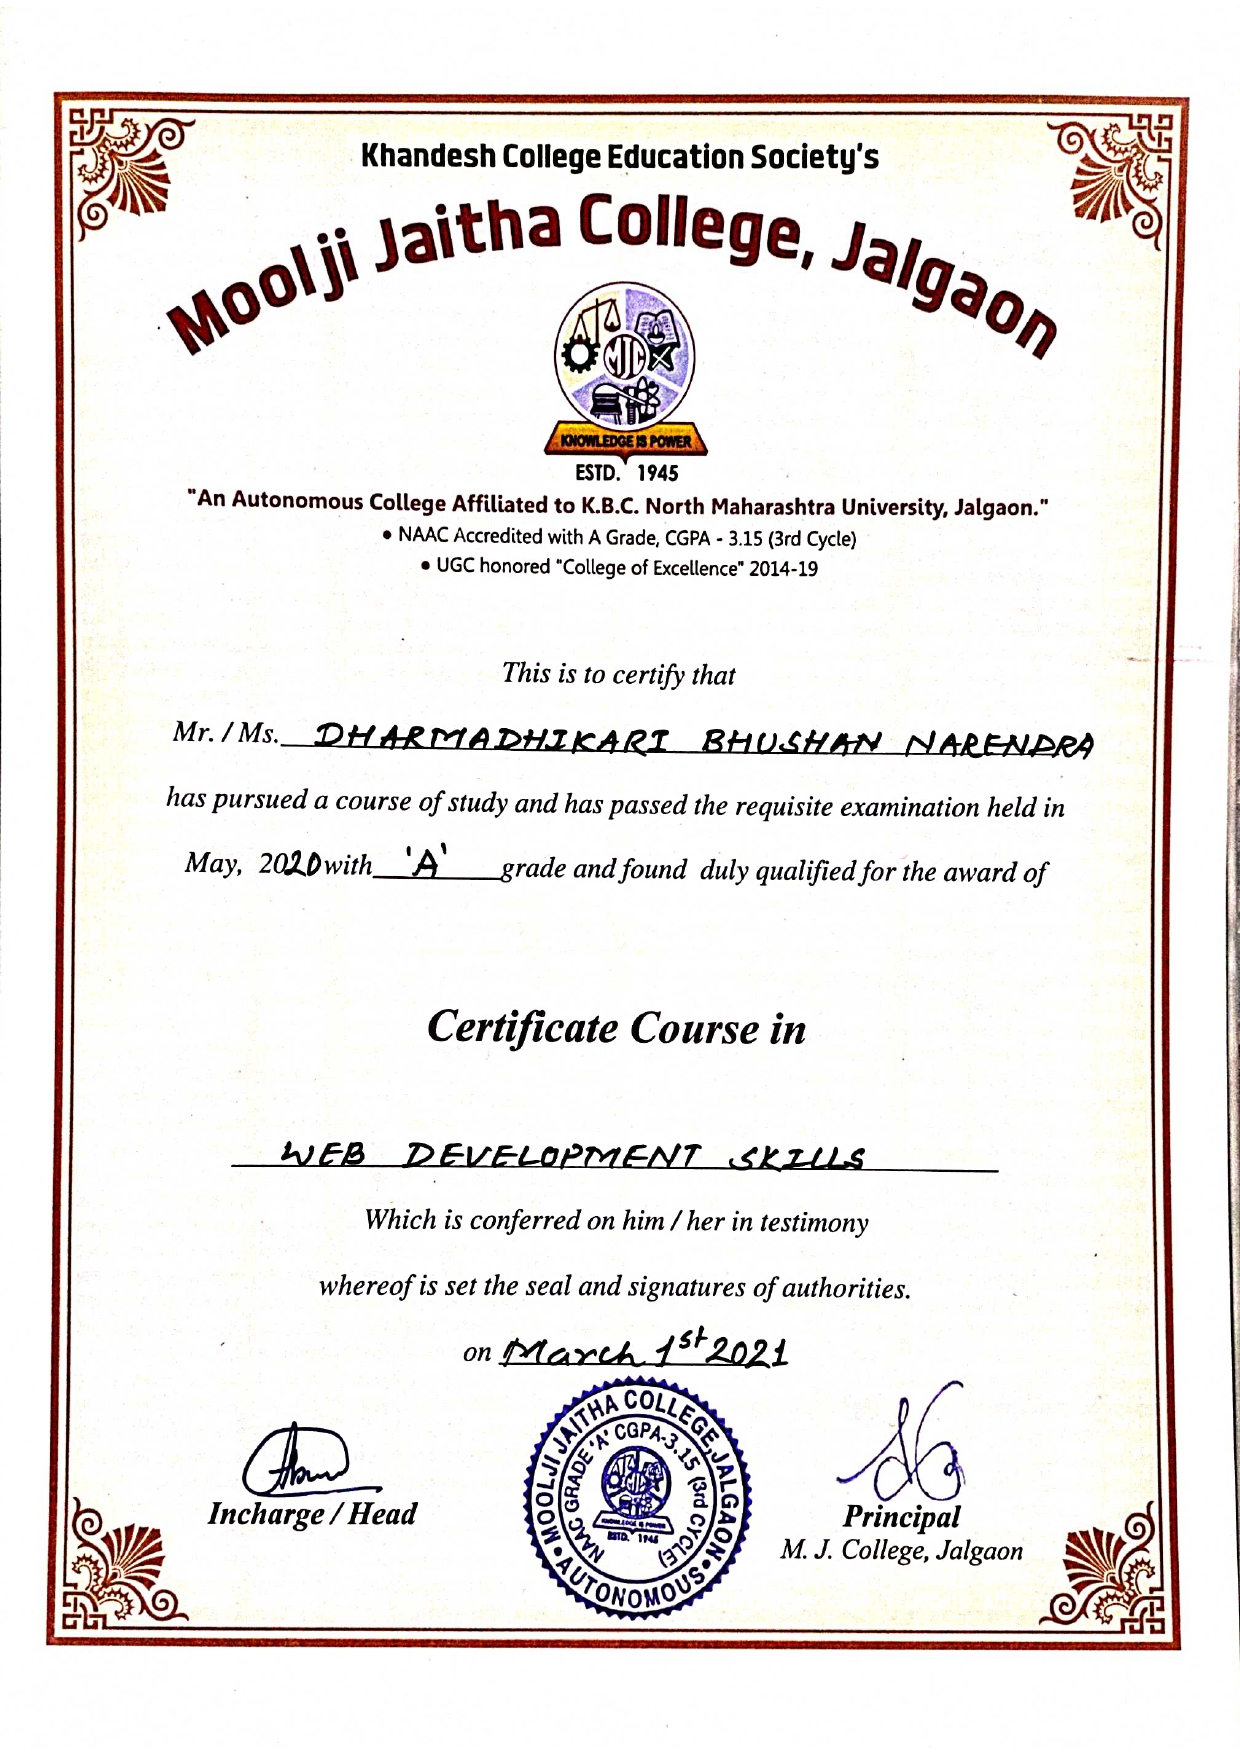 Khandesh College Education Society's
Moolji Jaitha College, Jalgaon
MJC
KNOWLEDGE IS POWER
ESTD. 1945
"An Autonomous College Affiliated to K.B.C. North Maharashtra University, Jalgaon."
• NAAC Accredited with A Grade, CGPA - 3.15 (3rd Cycle)
• UGC honored "College of Excellence" 2014-19
This is to certify that
Mr. / Ms. DHARMADHIKARI BHUSHAN NARENDRA
has pursued a course of study and has passed the requisite examination held in
May, 2020 with 'A' grade and found duly qualified for the award of
Certificate Course in
WEB DEVELOPMENT SKILLS
Which is conferred on him / her in testimony
whereof is set the seal and signatures of authorities.
on March 1st 2021
MOOLJI JAITHA COLLEGE, JALGAON
• AUTONOMOUS •
NAAC GRADE 'A' CGPA-3.15 (3rd CYCLE)
MJC
KNOWLEDGE IS POWER
ESTD. 1945
Incharge / Head
Principal
M. J. College, Jalgaon